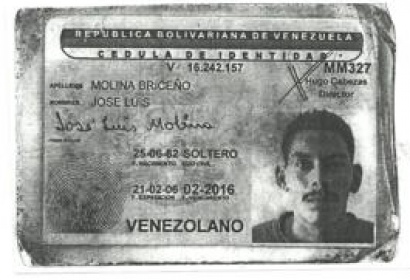 REPUBLICA BOLIVARIANA DE VENEZUELA
CEDULA DE IDENTIDAD
V 16.242.157
MM327
Hugo Cabezas
Director
APELLIDOS MOLINA BRICEÑO
NOMBRES JOSE LUIS
José Luis Molina
25-06-82 SOLTERO
F. NACIMIENTO EDO CIVIL
21-02-06 02-2016
F. EXPEDICION F. VENCIMIENTO
VENEZOLANO